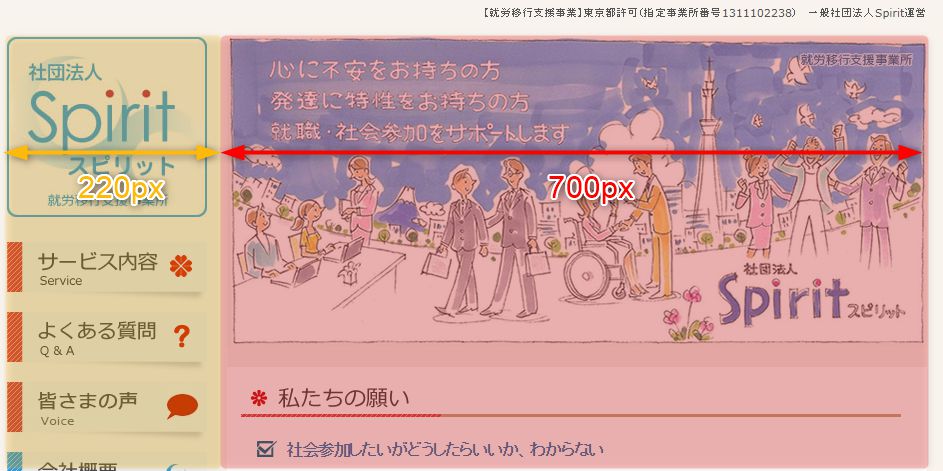 【就労移行支援事業】東京都許可(指定事業所番号1311102238) 一般社団法人Spirit運営
社団法人
Spirit
スピリット
就労移行支援事業所
220px
サービス内容
Service
よくある質問
Q & A
皆さまの声
Voice
会社概要
心に不安をお持ちの方
発達に特性をお持ちの方
就職・社会参加をサポートします
就労移行支援事業所
700px
社団法人
Spirit スピリット
私たちの願い
社会参加したいがどうしたらいいか、わからない